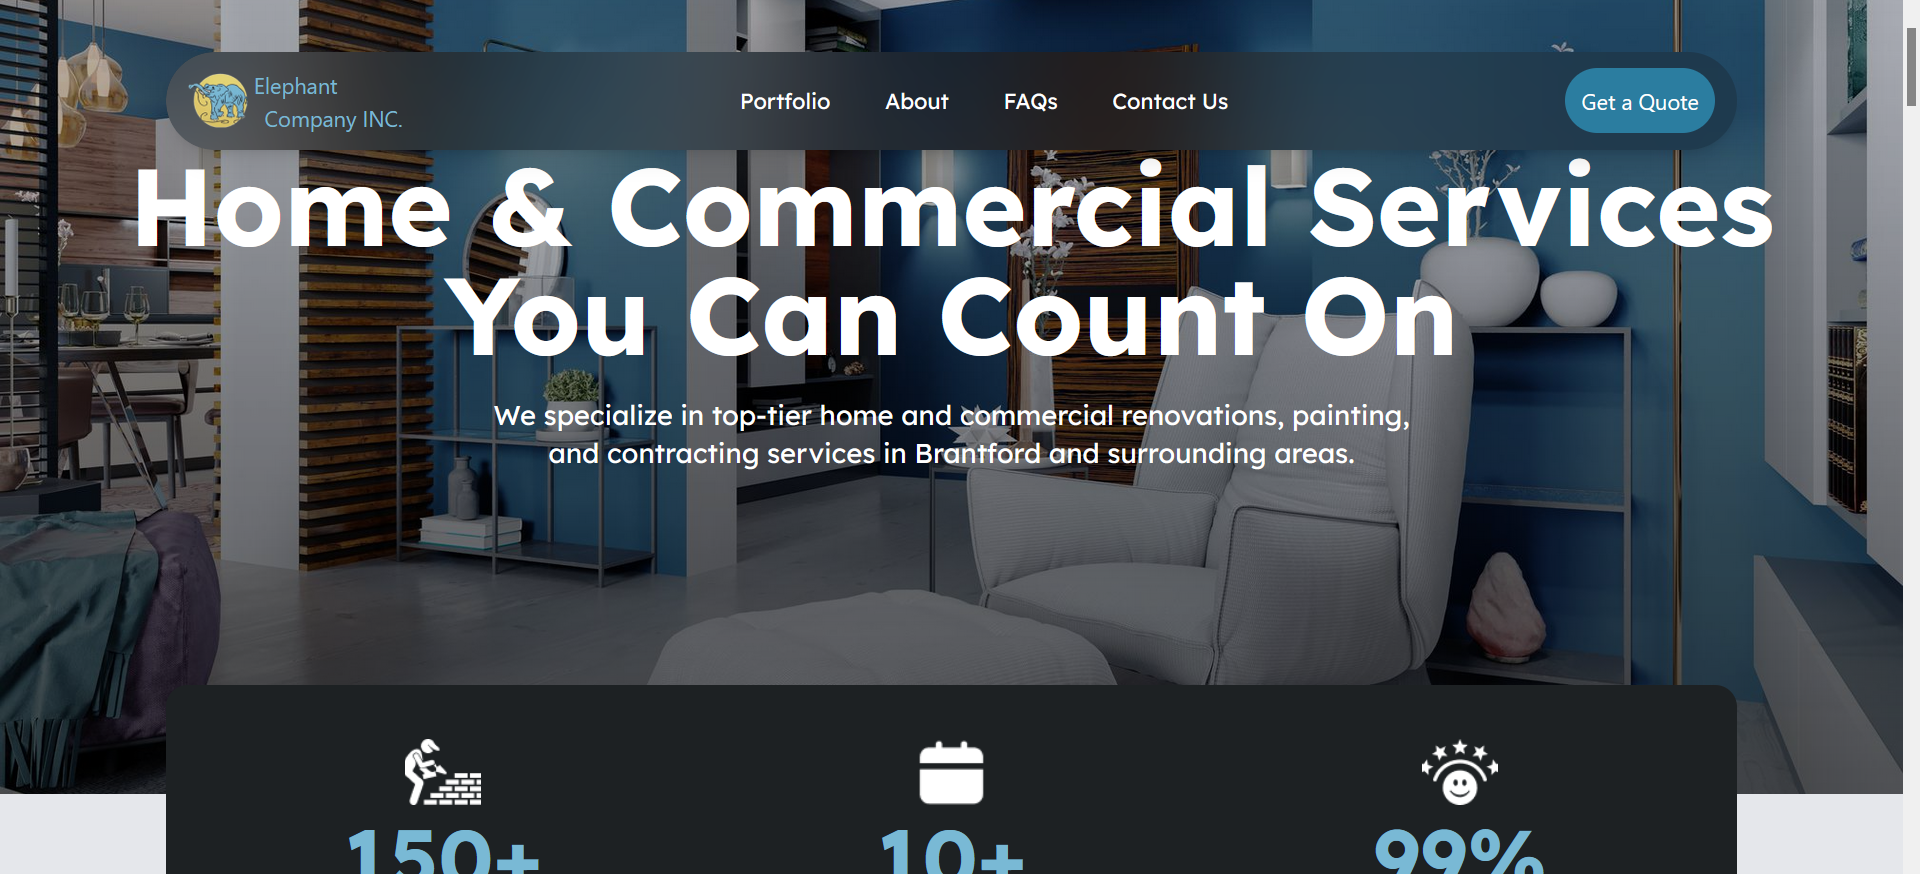 Elephant
Company INC.
Portfolio
About
FAQs
Contact Us
Get a Quote
Home & Commercial Services
You Can Count On
We specialize in top-tier home and commercial renovations, painting,
and contracting services in Brantford and surrounding areas.
150+
10+
99%